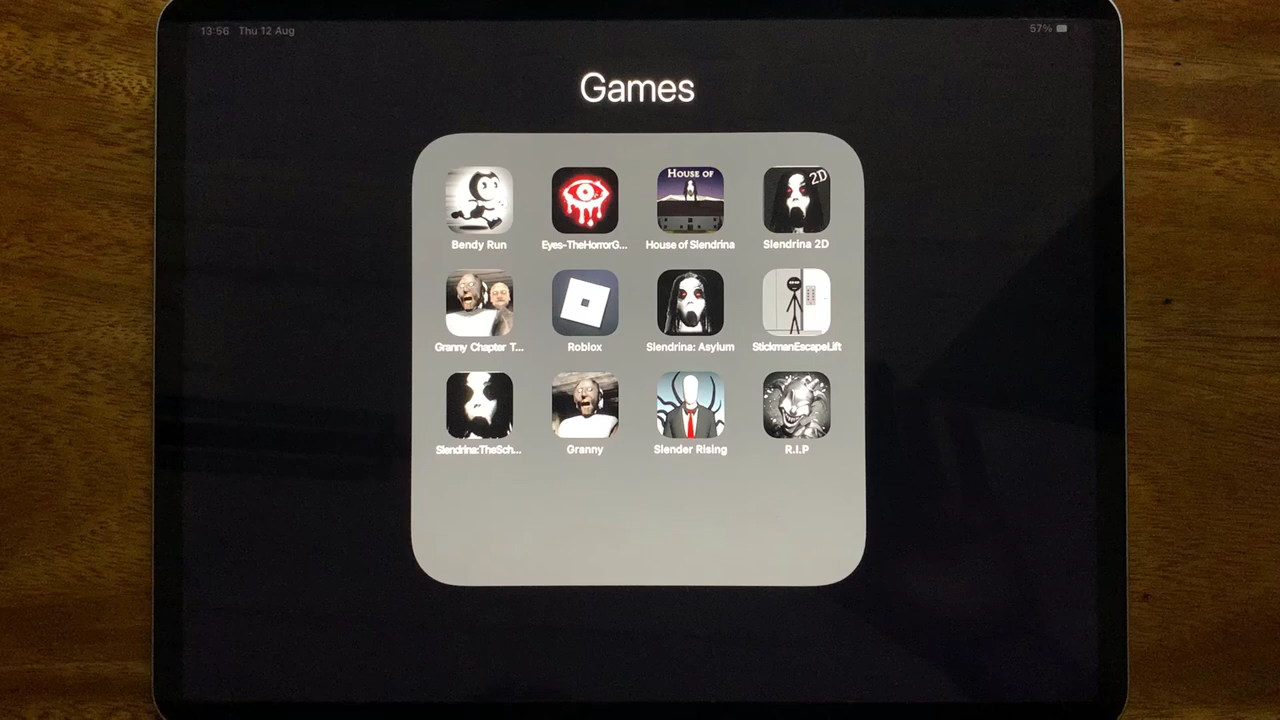 13:56 Thu 12 Aug
57%
Games
HOUSE OF
2D
Bendy Run
Eyes-TheHorrorG...
House of Slendrina
Slendrina 2D
Granny Chapter T...
Roblox
Slendrina: Asylum
StickmanEscapeLift
Slendrina:TheSch...
Granny
Slender Rising
R.I.P